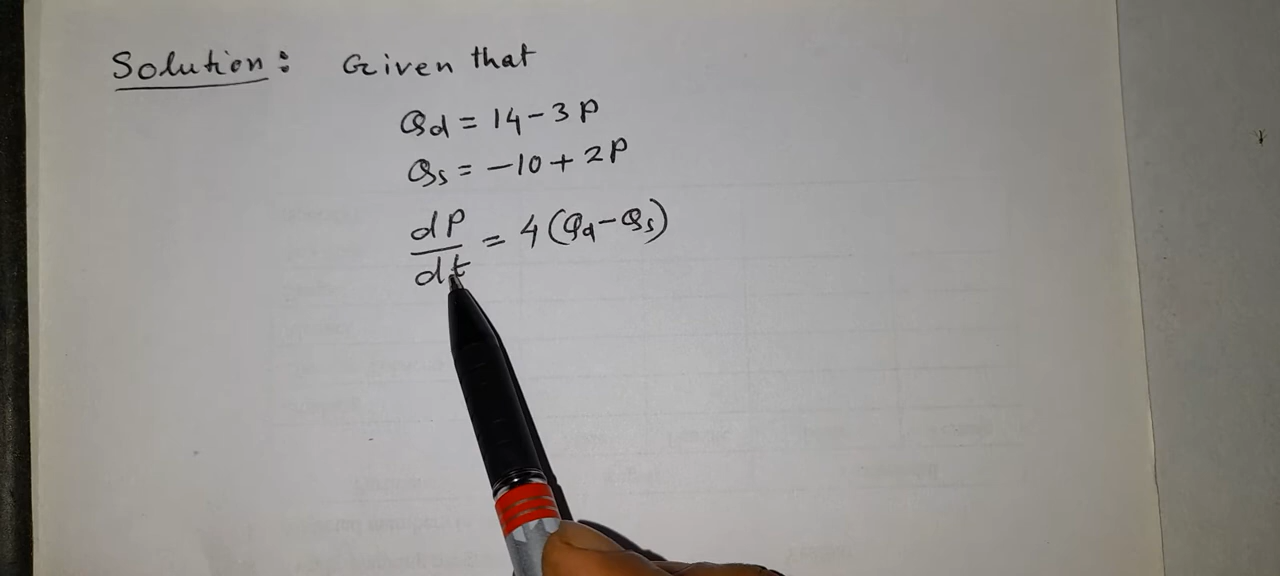 Solution: Given that
Qd = 14 - 3P
Qs = -10 + 2P
dP/dt = 4(Qd - Qs)